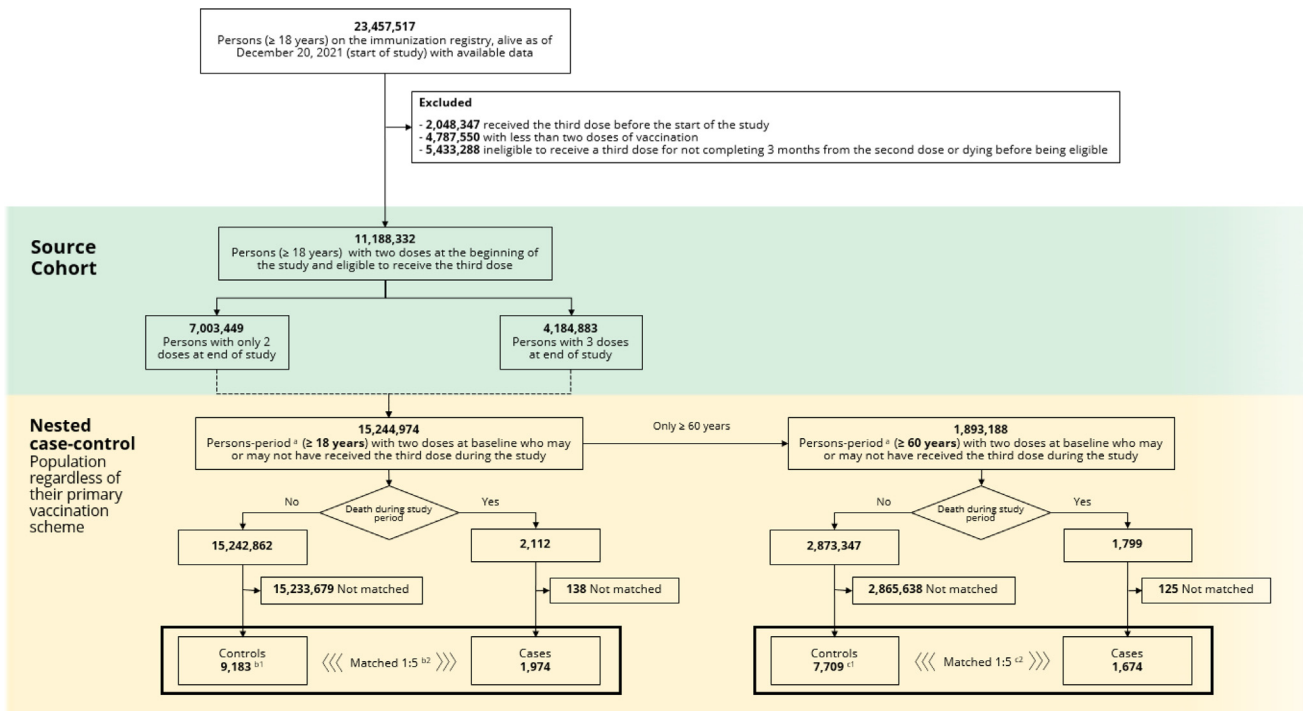 23,457,517
Persons (≥ 18 years) on the immunization registry, alive as of
December 20, 2021 (start of study) with available data
Excluded
- 2,048,347 received the third dose before the start of the study
- 4,787,550 with less than two doses of vaccination
- 5,433,288 ineligible to receive a third dose for not completing 3 months from the second dose or dying before being eligible
Source
Cohort
11,188,332
Persons (≥ 18 years) with two doses at the beginning of
the study and eligible to receive the third dose
7,003,449
Persons with only 2
doses at end of study
4,184,883
Persons with 3 doses
at end of study
Nested
case-control
Population
regardless of
their primary
vaccination
scheme
15,244,974
Persons-period a (≥ 18 years) with two doses at baseline who may
or may not have received the third dose during the study
Only ≥ 60 years
1,893,188
Persons-period a (≥ 60 years) with two doses at baseline who may
or may not have received the third dose during the study
No
Death during study
period
Yes
No
Death during study
period
Yes
15,242,862
2,112
2,873,347
1,799
15,233,679 Not matched
138 Not matched
2,865,638 Not matched
125 Not matched
Controls
9,183 b1
Matched 1:5 b2
Cases
1,974
Controls
7,709 c1
Matched 1:5 c2
Cases
1,674